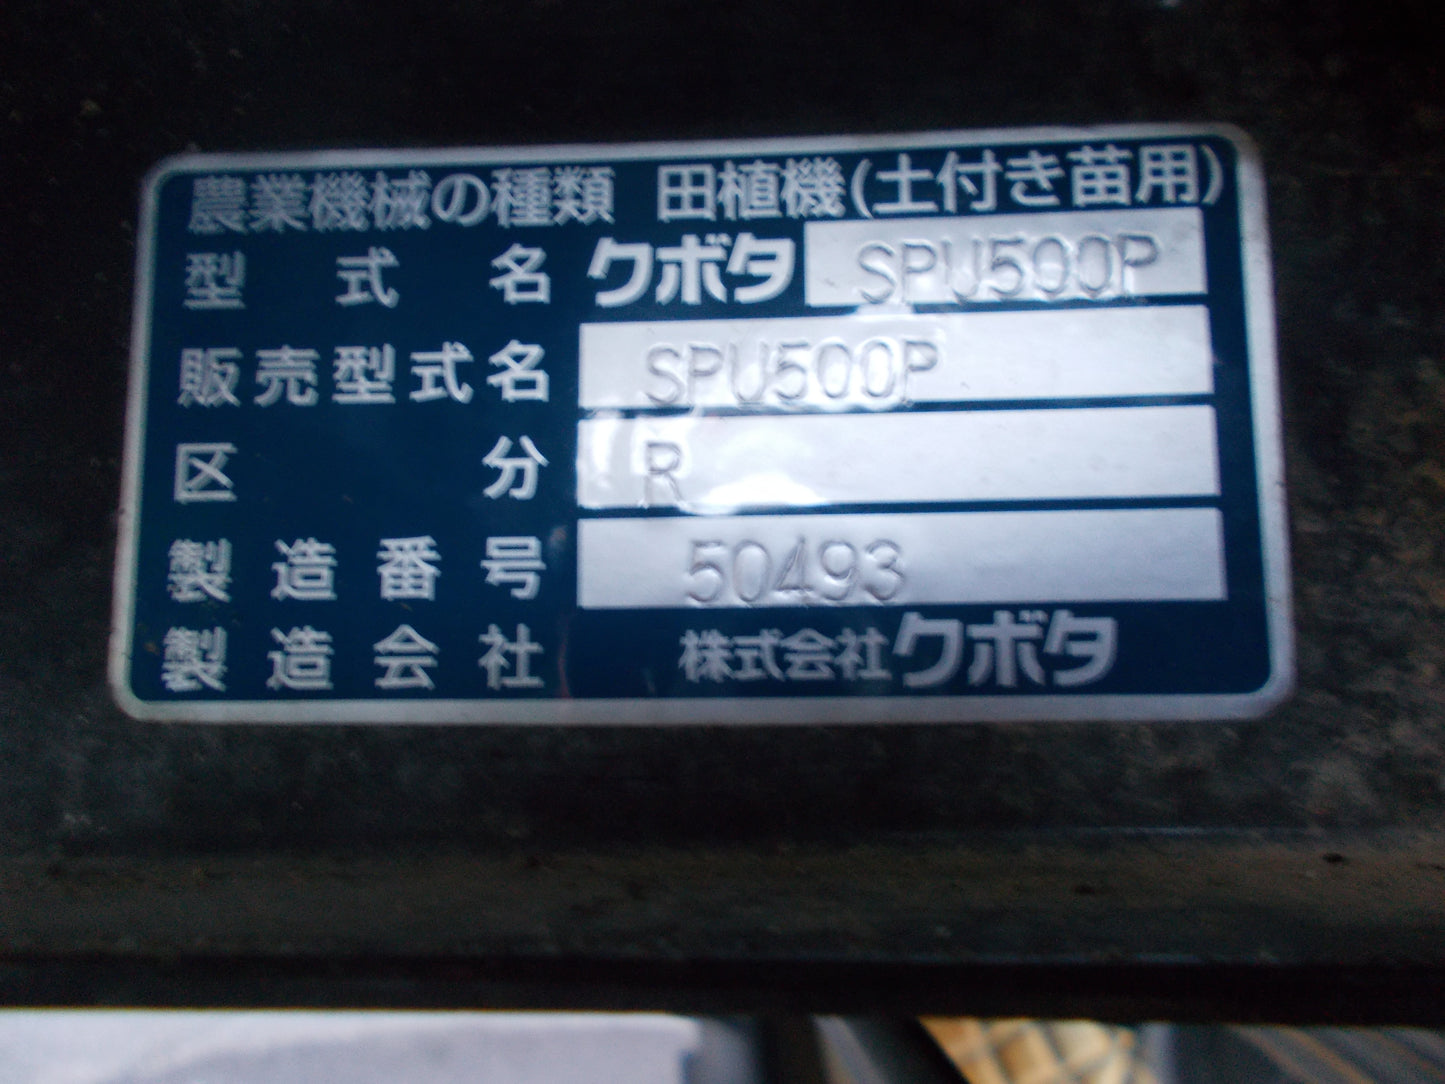 農業機械の種類 田植機(土付き苗用)
型式名 クボタ SPU500P
販売型式名 SPU500P
区分 R
製造番号 50493
製造会社 株式会社クボタ